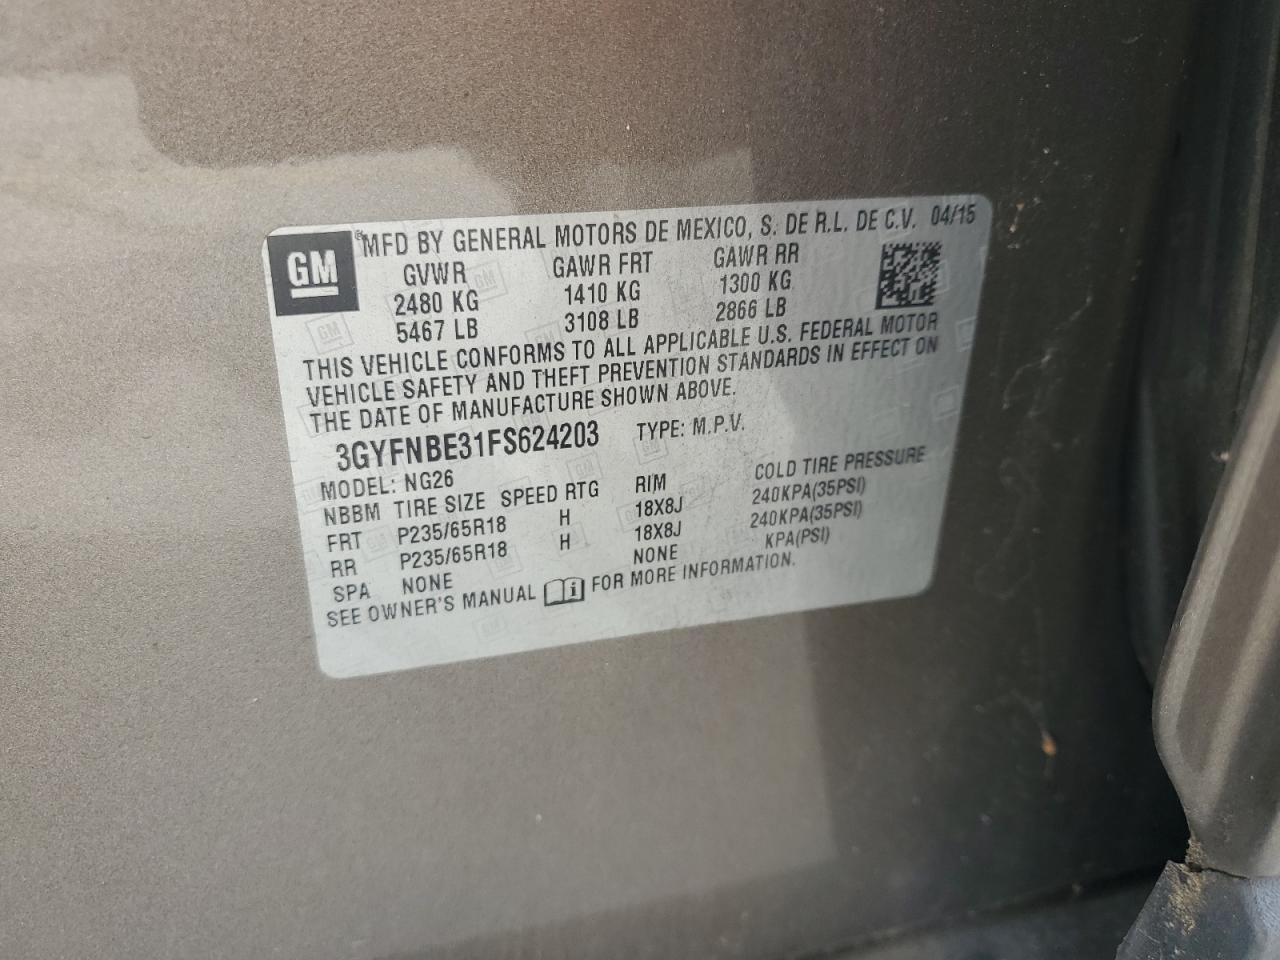 GM
®MFD BY GENERAL MOTORS DE MEXICO, S. DE R.L. DE C.V. 04/15
GVWR GAWR FRT GAWR RR
2480 KG 1410 KG 1300 KG
5467 LB 3108 LB 2866 LB
THIS VEHICLE CONFORMS TO ALL APPLICABLE U.S. FEDERAL MOTOR
VEHICLE SAFETY AND THEFT PREVENTION STANDARDS IN EFFECT ON
THE DATE OF MANUFACTURE SHOWN ABOVE.
3GYFNBE31FS624203 TYPE: M.P.V.
MODEL: NG26
NBBM TIRE SIZE SPEED RTG RIM COLD TIRE PRESSURE
FRT P235/65R18 H 18X8J 240KPA(35PSI)
RR P235/65R18 H 18X8J 240KPA(35PSI)
SPA NONE NONE KPA(PSI)
SEE OWNER'S MANUAL i FOR MORE INFORMATION.